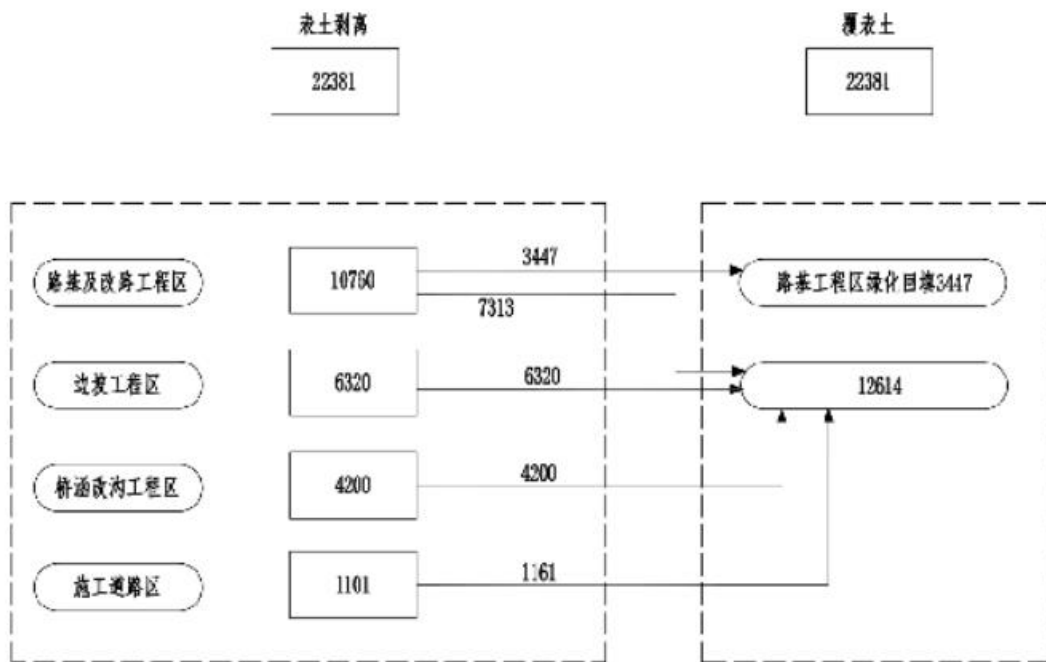 表土剥离
覆表土
22381
22381
路基及改路工程区
10760
3447
7313
路基工程区绿化回填3447
边坡工程区
6320
6320
12614
桥涵改沟工程区
4200
4200
施工道路区
1101
1161